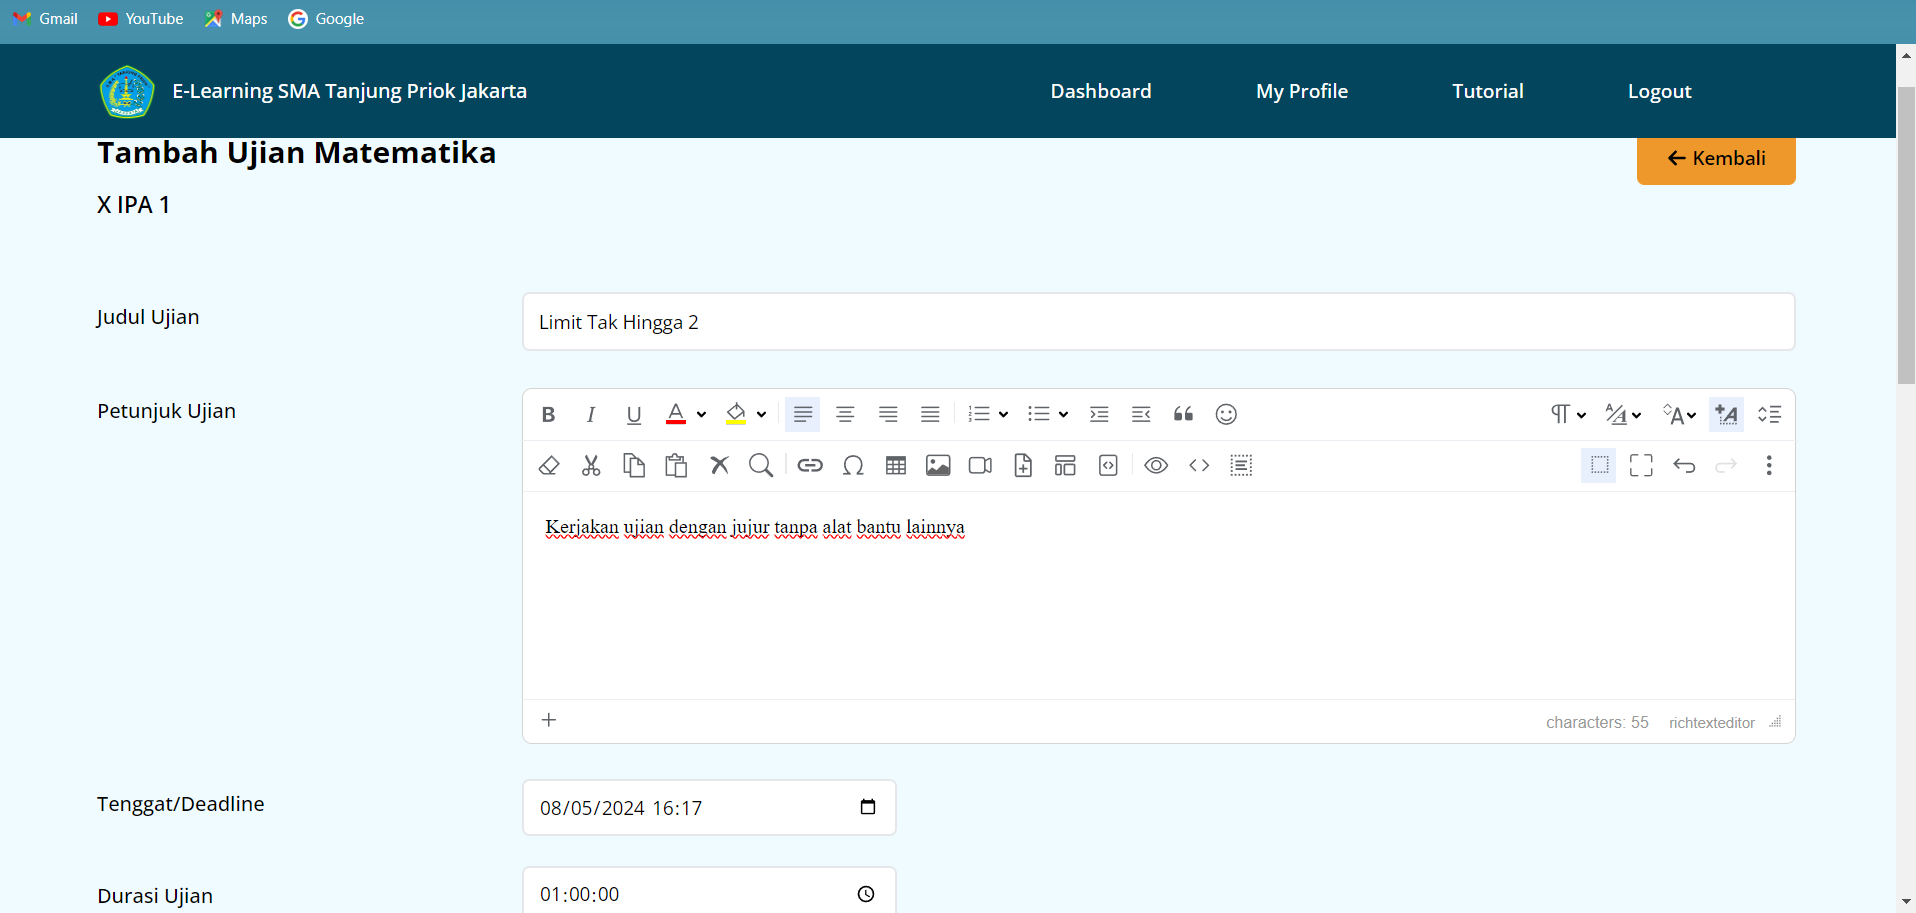 Gmail YouTube Maps Google
E-Learning SMA Tanjung Priok Jakarta Dashboard My Profile Tutorial Logout
Tambah Ujian Matematika
← Kembali
X IPA 1
Judul Ujian
Limit Tak Hingga 2
Petunjuk Ujian
Kerjakan ujian dengan jujur tanpa alat bantu lainnya
characters: 55 richtexteditor
Tenggat/Deadline
08/05/2024 16:17
Durasi Ujian
01:00:00